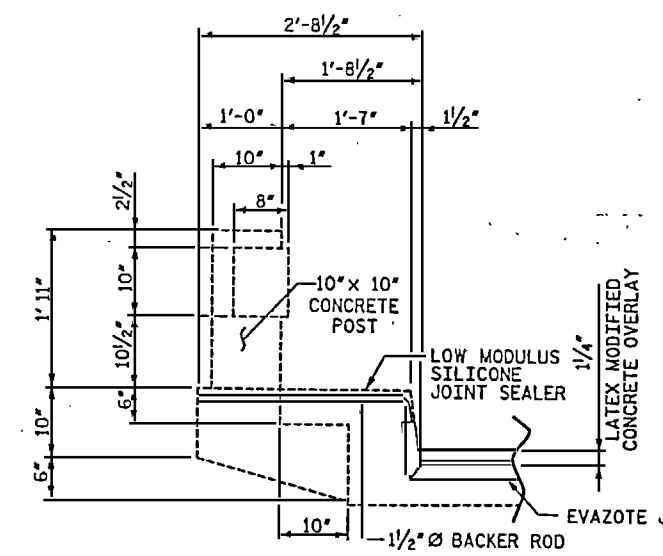 2'-8½"
1'-8½"
1'-0"
1'-7"
1½"
10"
1"
8"
2½"
1' 11"
10"
10½"
6"
10"
6"
10" x 10"
CONCRETE
POST
LOW MODULUS
SILICONE
JOINT SEALER
1¼"
LATEX MODIFIED
CONCRETE OVERLAY
EVAZOTE J
10"
1½" Ø BACKER ROD